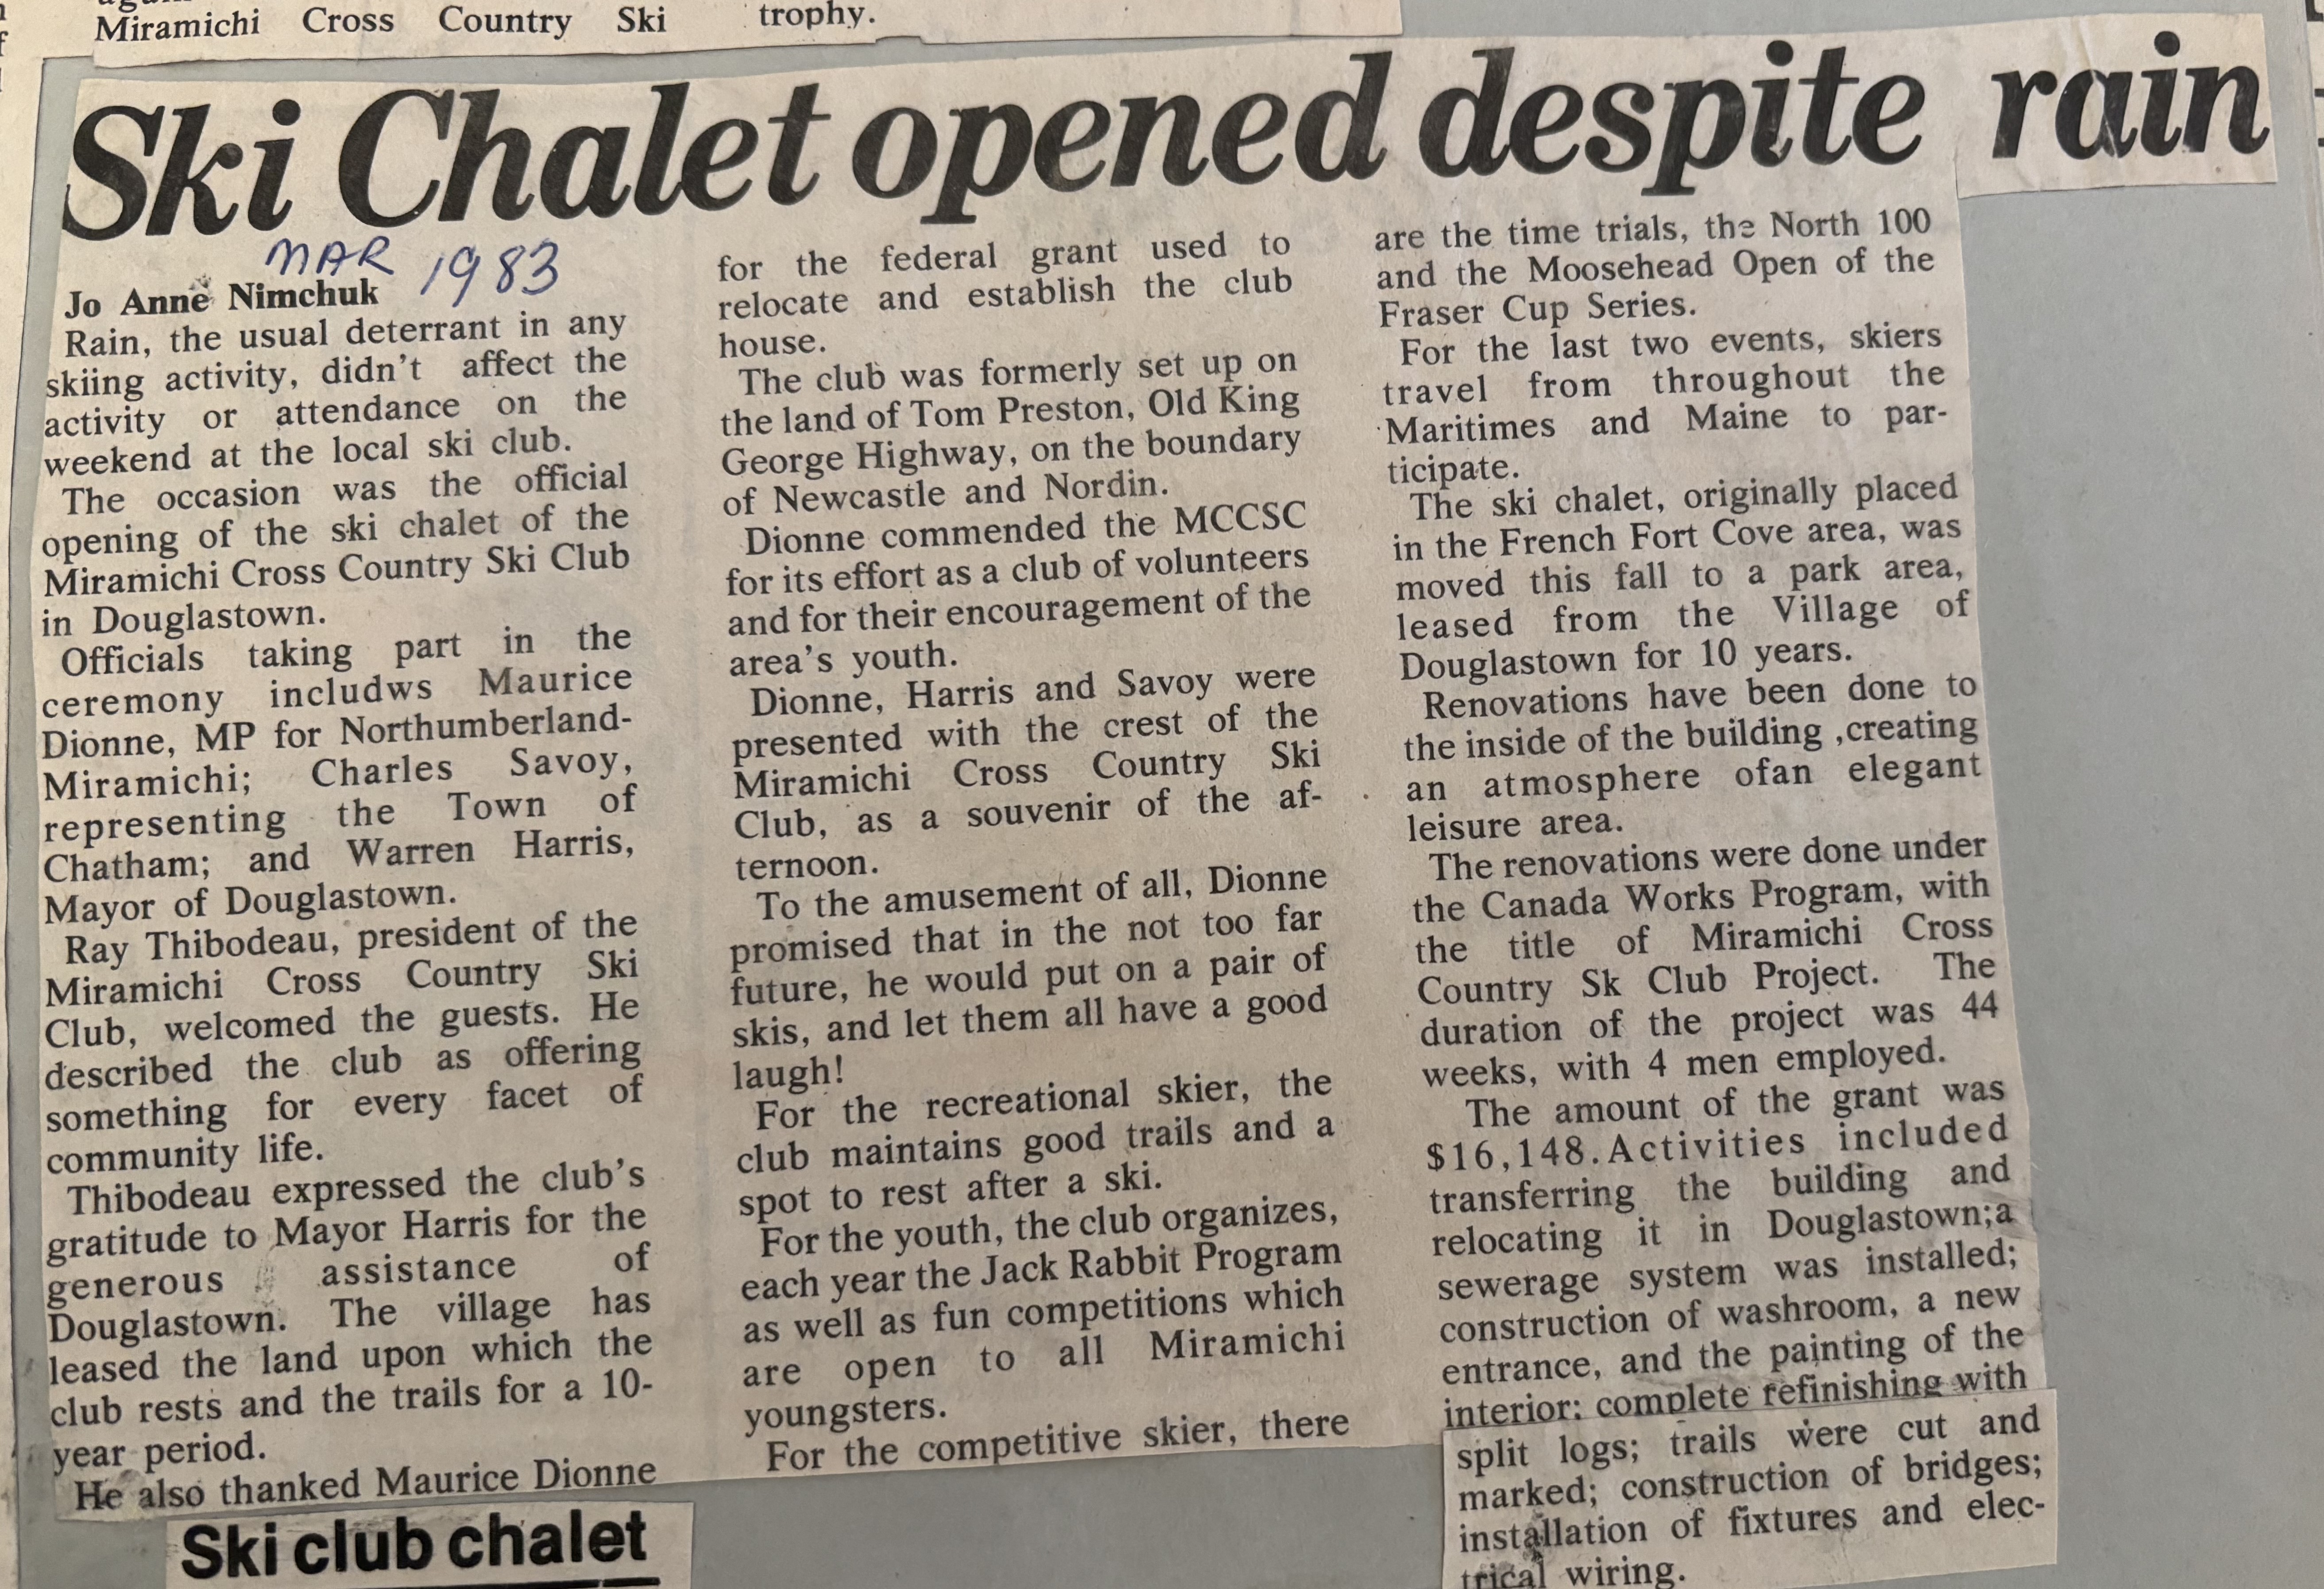 Miramichi Cross Country Ski
trophy.
Ski Chalet opened despite rain
MAR 1983
Jo Anne Nimchuk
Rain, the usual deterrant in any
skiing activity, didn't affect the
activity or attendance on the
weekend at the local ski club.
The occasion was the official
opening of the ski chalet of the
Miramichi Cross Country Ski Club
in Douglastown.
Officials taking part in the
ceremony includws Maurice
Dionne, MP for Northumberland-
Miramichi; Charles Savoy,
representing the Town of
Chatham; and Warren Harris,
Mayor of Douglastown.
Ray Thibodeau, president of the
Miramichi Cross Country Ski
Club, welcomed the guests. He
described the club as offering
something for every facet of
community life.
Thibodeau expressed the club's
gratitude to Mayor Harris for the
generous assistance of
Douglastown. The village has
leased the land upon which the
club rests and the trails for a 10-
year period.
He also thanked Maurice Dionne
for the federal grant used to
relocate and establish the club
house.
The club was formerly set up on
the land of Tom Preston, Old King
George Highway, on the boundary
of Newcastle and Nordin.
Dionne commended the MCCSC
for its effort as a club of volunteers
and for their encouragement of the
area's youth.
Dionne, Harris and Savoy were
presented with the crest of the
Miramichi Cross Country Ski
Club, as a souvenir of the af-
ternoon.
To the amusement of all, Dionne
promised that in the not too far
future, he would put on a pair of
skis, and let them all have a good
laugh!
For the recreational skier, the
club maintains good trails and a
spot to rest after a ski.
For the youth, the club organizes,
each year the Jack Rabbit Program
as well as fun competitions which
are open to all Miramichi
youngsters.
For the competitive skier, there
are the time trials, the North 100
and the Moosehead Open of the
Fraser Cup Series.
For the last two events, skiers
travel from throughout the
Maritimes and Maine to par-
ticipate.
The ski chalet, originally placed
in the French Fort Cove area, was
moved this fall to a park area,
leased from the Village of
Douglastown for 10 years.
Renovations have been done to
the inside of the building ,creating
an atmosphere ofan elegant
leisure area.
The renovations were done under
the Canada Works Program, with
the title of Miramichi Cross
Country Sk Club Project. The
duration of the project was 44
weeks, with 4 men employed.
The amount of the grant was
$16,148.Activities included
transferring the building and
relocating it in Douglastown;a
sewerage system was installed;
construction of washroom, a new
entrance, and the painting of the
interior; complete refinishing with
split logs; trails were cut and
marked; construction of bridges;
installation of fixtures and elec-
trical wiring.
Ski club chalet